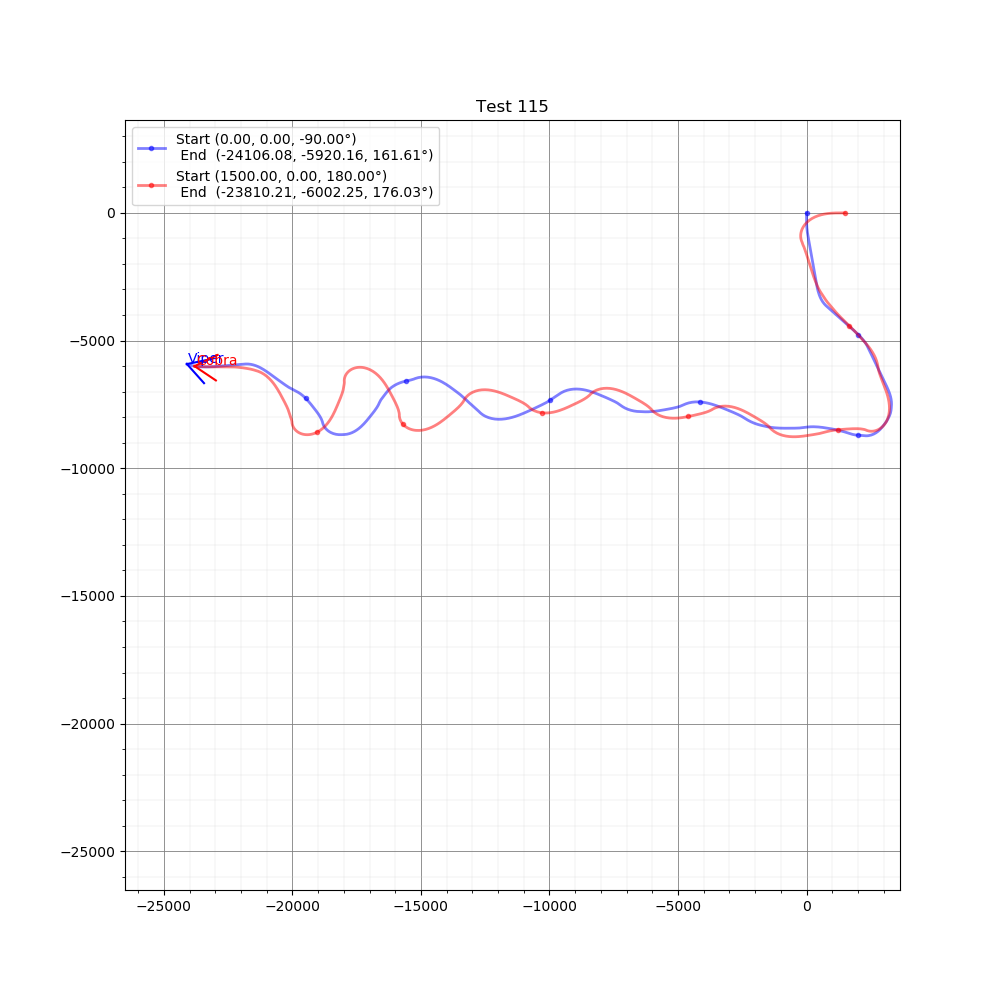 Test 115
Start (0.00, 0.00, -90.00°)
End  (-24106.08, -5920.16, 161.61°)
Start (1500.00, 0.00, 180.00°)
End  (-23810.21, -6002.25, 176.03°)
0
−5000
−10000
−15000
−20000
−25000
−25000 −20000 −15000 −10000 −5000 0